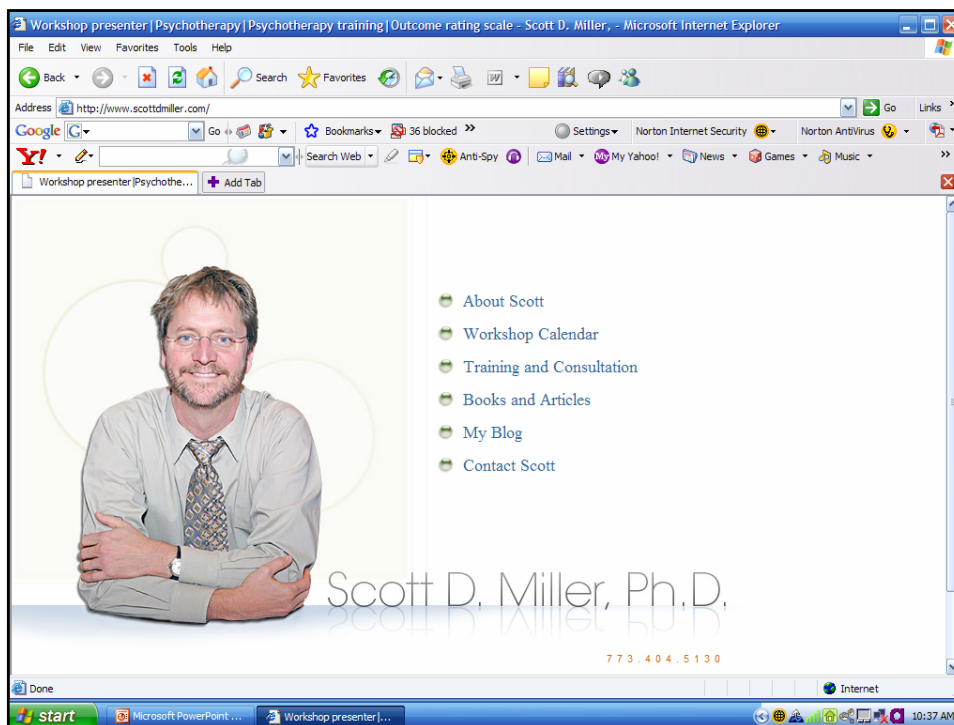 Workshop presenter|Psychotherapy|Psychotherapy training|Outcome rating scale - Scott D. Miller, - Microsoft Internet Explorer
File Edit View Favorites Tools Help
Back Search Favorites W
Address http://www.scottdmiller.com/ Go Links »
Google G Go Bookmarks 36 blocked » Settings Norton Internet Security Norton AntiVirus
Y! Search Web Anti-Spy Mail My My Yahoo! News Games Music »
Workshop presenter|Psychothe... Add Tab
About Scott
Workshop Calendar
Training and Consultation
Books and Articles
My Blog
Contact Scott
Scott D. Miller, Ph.D.
773.404.5130
Done Internet
start Microsoft PowerPoint ... Workshop presenter|... 10:37 AM